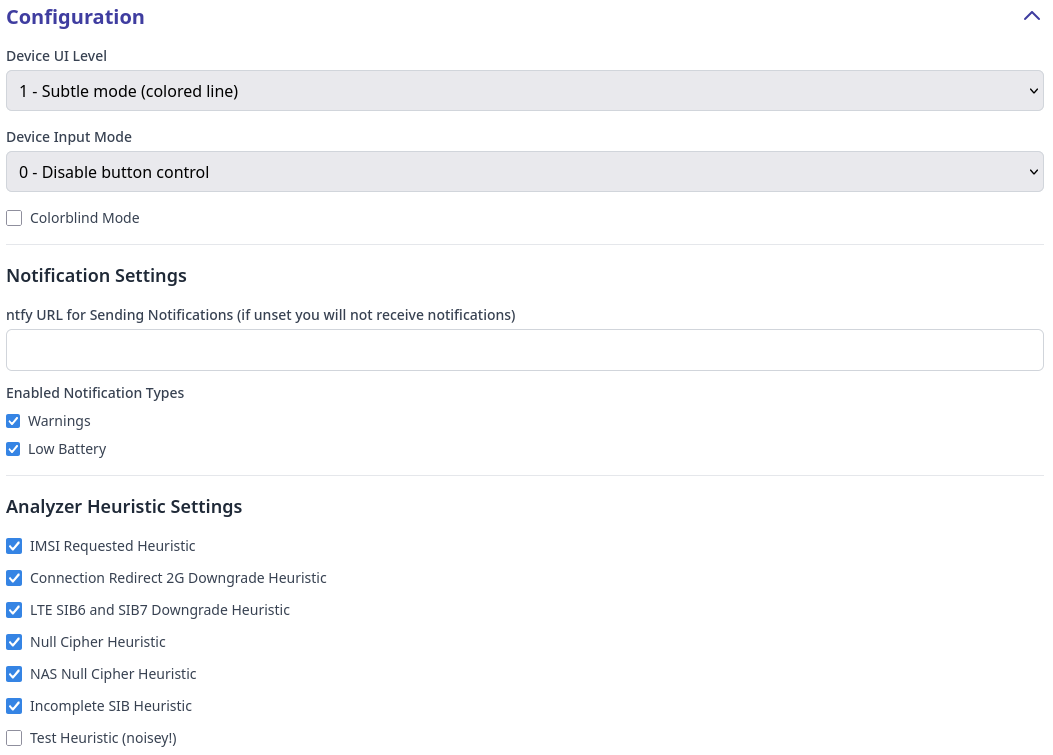 Configuration
Device UI Level
1 - Subtle mode (colored line)
Device Input Mode
0 - Disable button control
Colorblind Mode
Notification Settings
ntfy URL for Sending Notifications (if unset you will not receive notifications)
Enabled Notification Types
Warnings
Low Battery
Analyzer Heuristic Settings
IMSI Requested Heuristic
Connection Redirect 2G Downgrade Heuristic
LTE SIB6 and SIB7 Downgrade Heuristic
Null Cipher Heuristic
NAS Null Cipher Heuristic
Incomplete SIB Heuristic
Test Heuristic (noisey!)